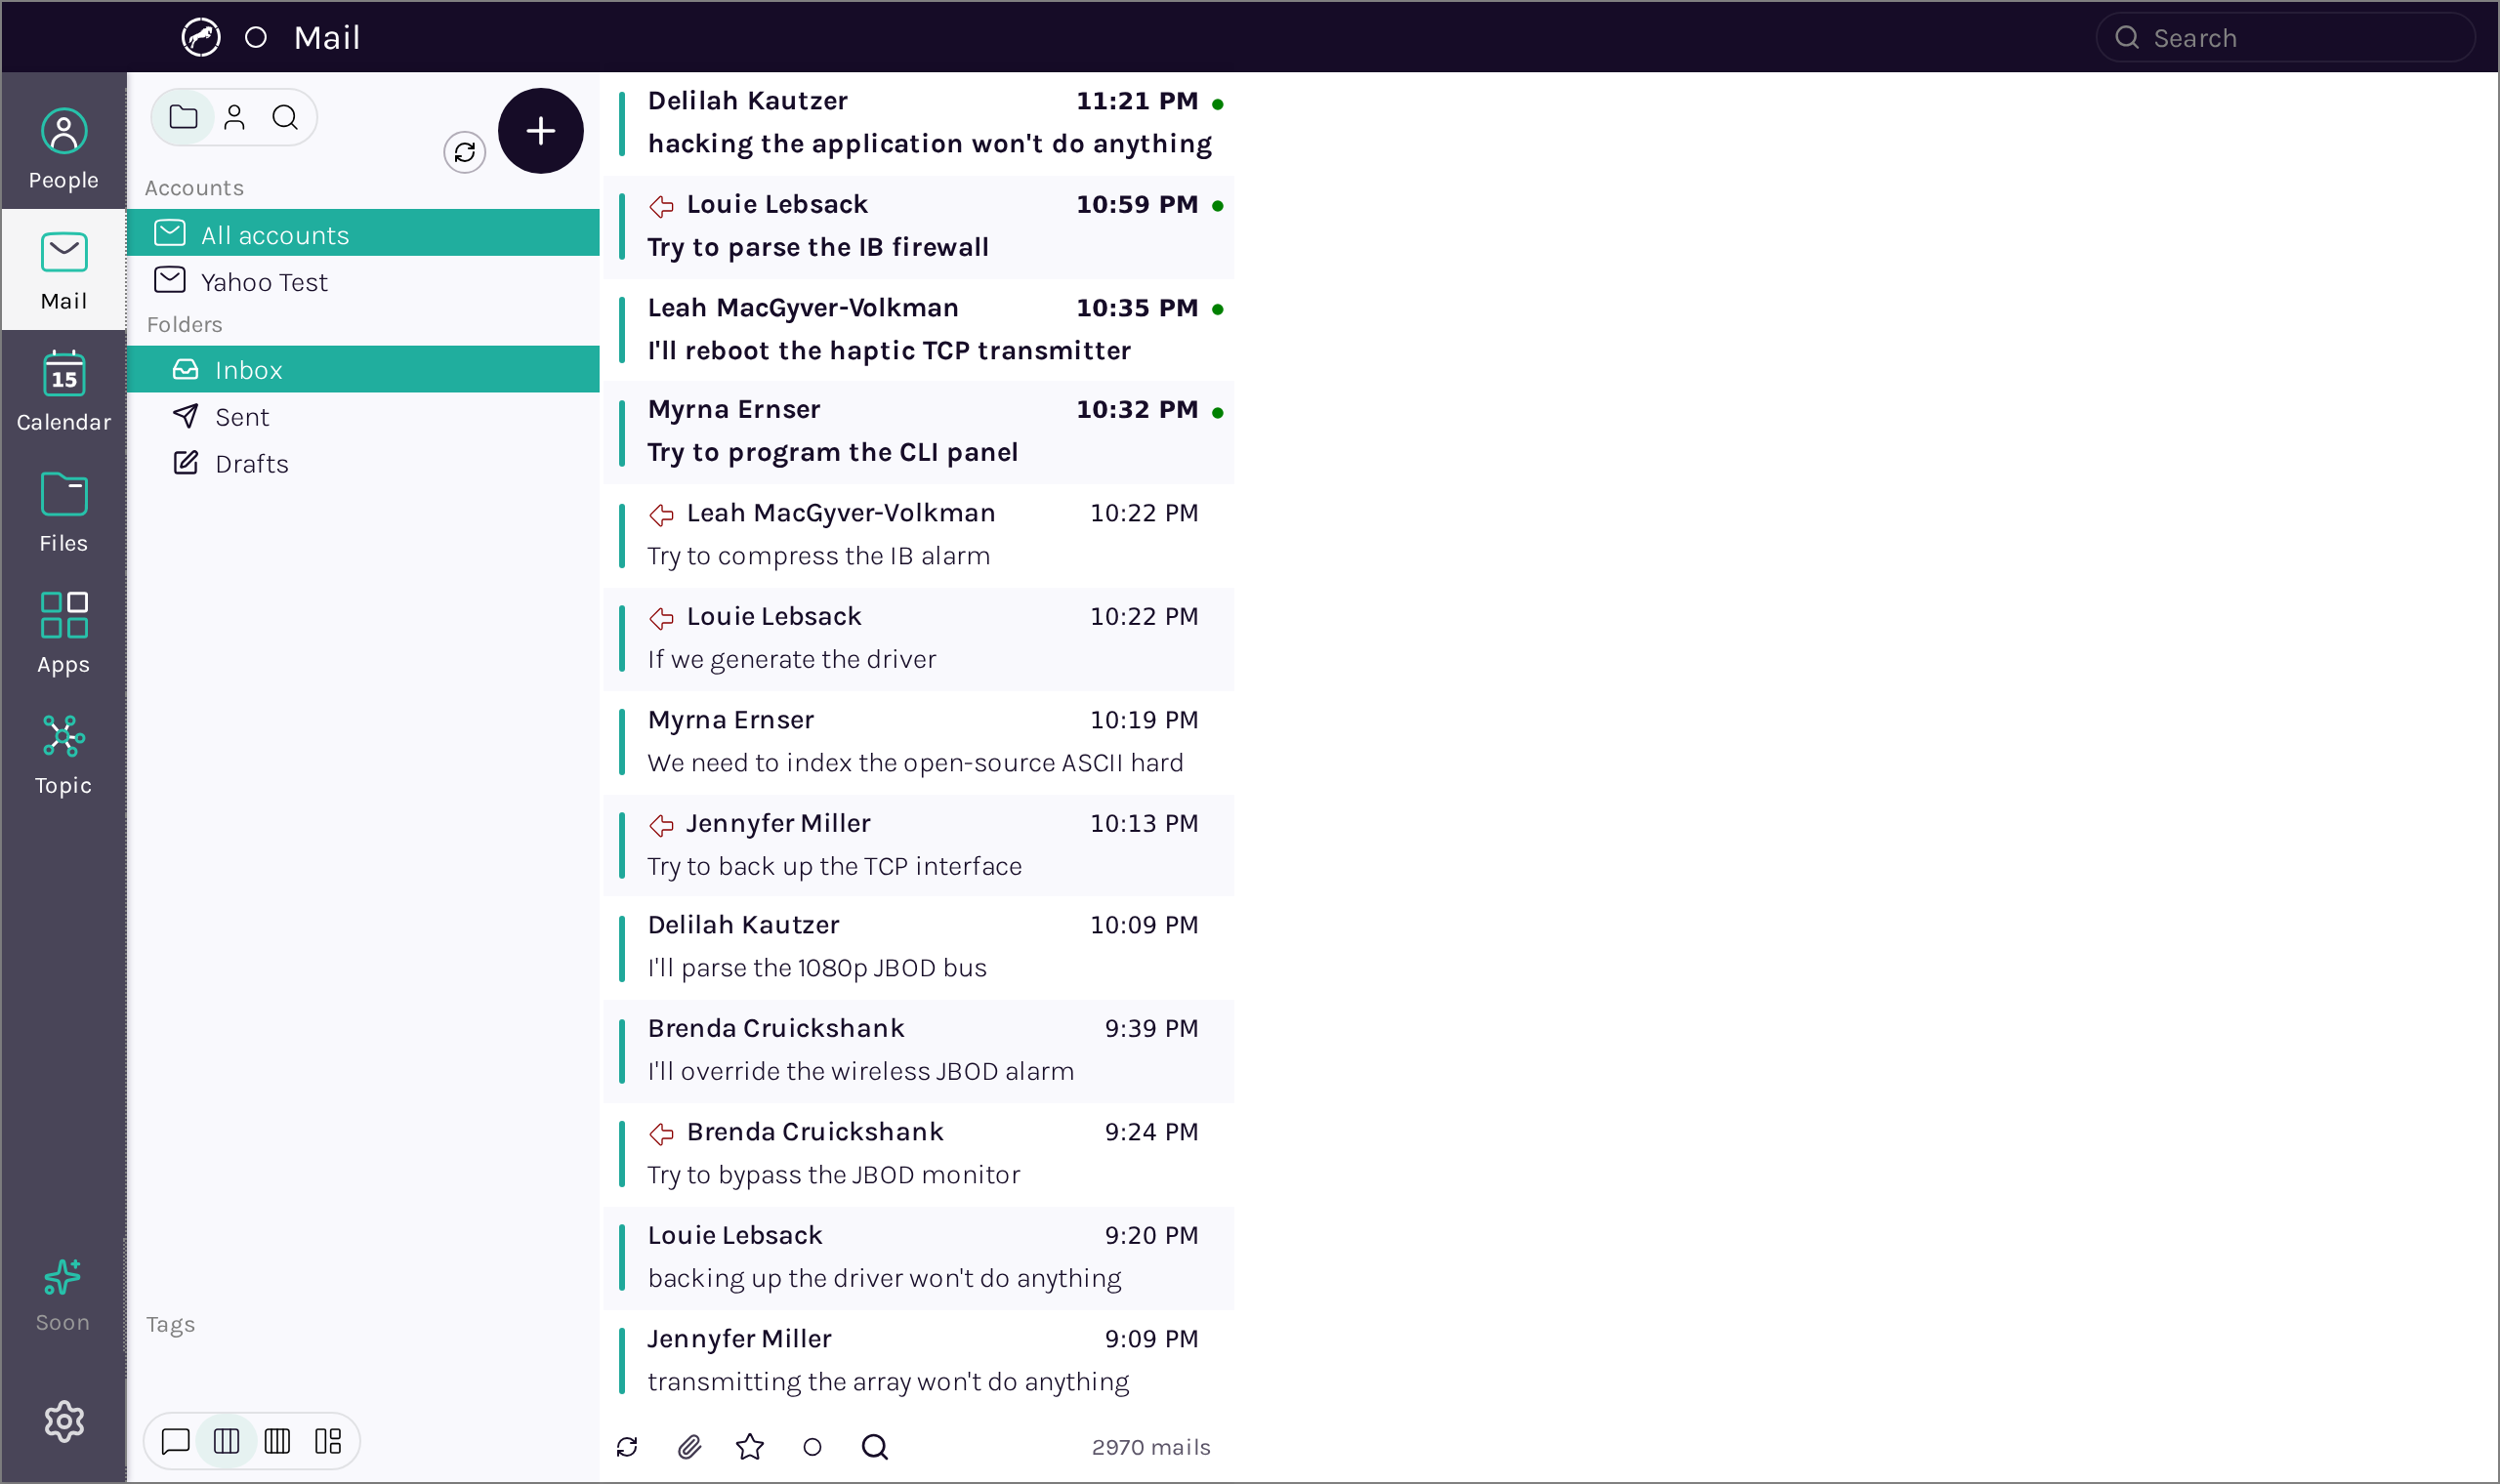 Mail
Search
People
Mail
15
Calendar
Files
Apps
Topic
Soon
Accounts
All accounts
Yahoo Test
Folders
Inbox
Sent
Drafts
Tags
Delilah Kautzer 11:21 PM
hacking the application won't do anything
Louie Lebsack 10:59 PM
Try to parse the IB firewall
Leah MacGyver-Volkman 10:35 PM
I'll reboot the haptic TCP transmitter
Myrna Ernser 10:32 PM
Try to program the CLI panel
Leah MacGyver-Volkman 10:22 PM
Try to compress the IB alarm
Louie Lebsack 10:22 PM
If we generate the driver
Myrna Ernser 10:19 PM
We need to index the open-source ASCII hard
Jennyfer Miller 10:13 PM
Try to back up the TCP interface
Delilah Kautzer 10:09 PM
I'll parse the 1080p JBOD bus
Brenda Cruickshank 9:39 PM
I'll override the wireless JBOD alarm
Brenda Cruickshank 9:24 PM
Try to bypass the JBOD monitor
Louie Lebsack 9:20 PM
backing up the driver won't do anything
Jennyfer Miller 9:09 PM
transmitting the array won't do anything
2970 mails